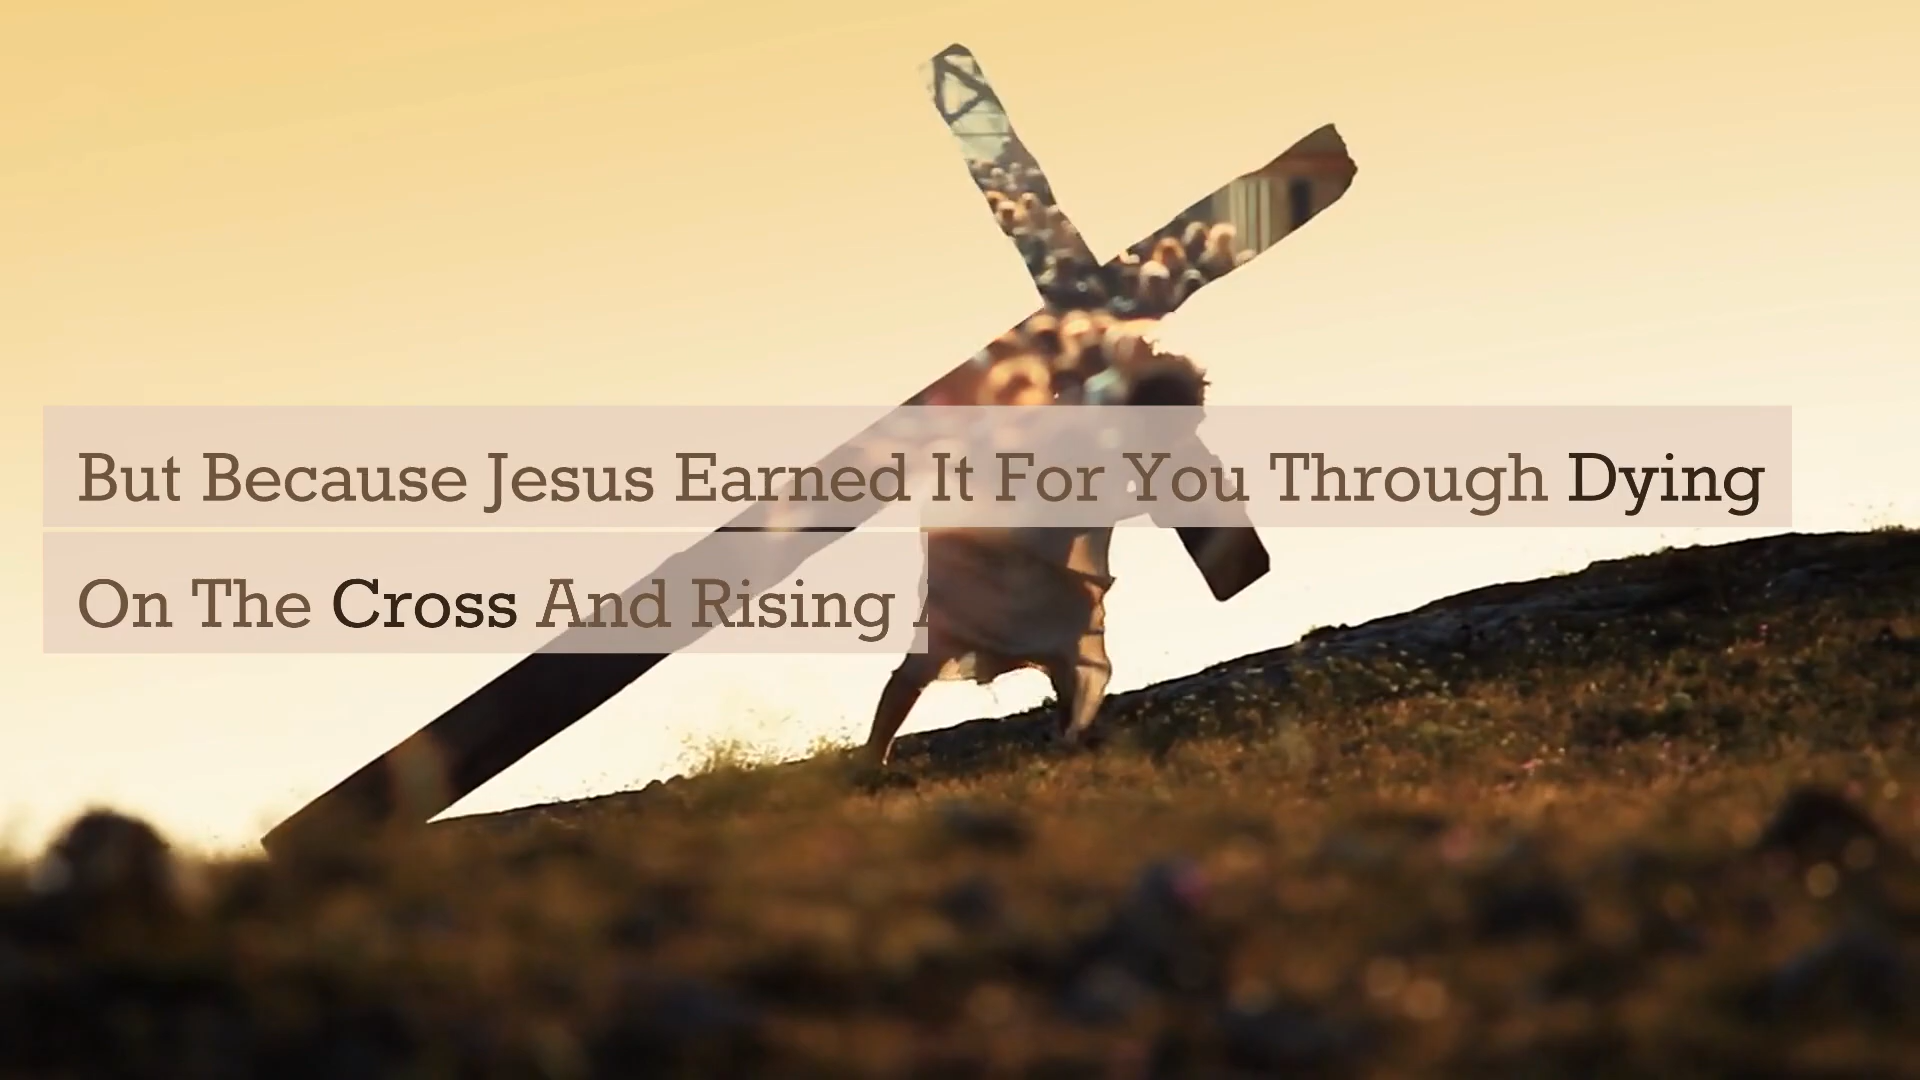 But Because Jesus Earned It For You Through Dying
On The Cross And Rising